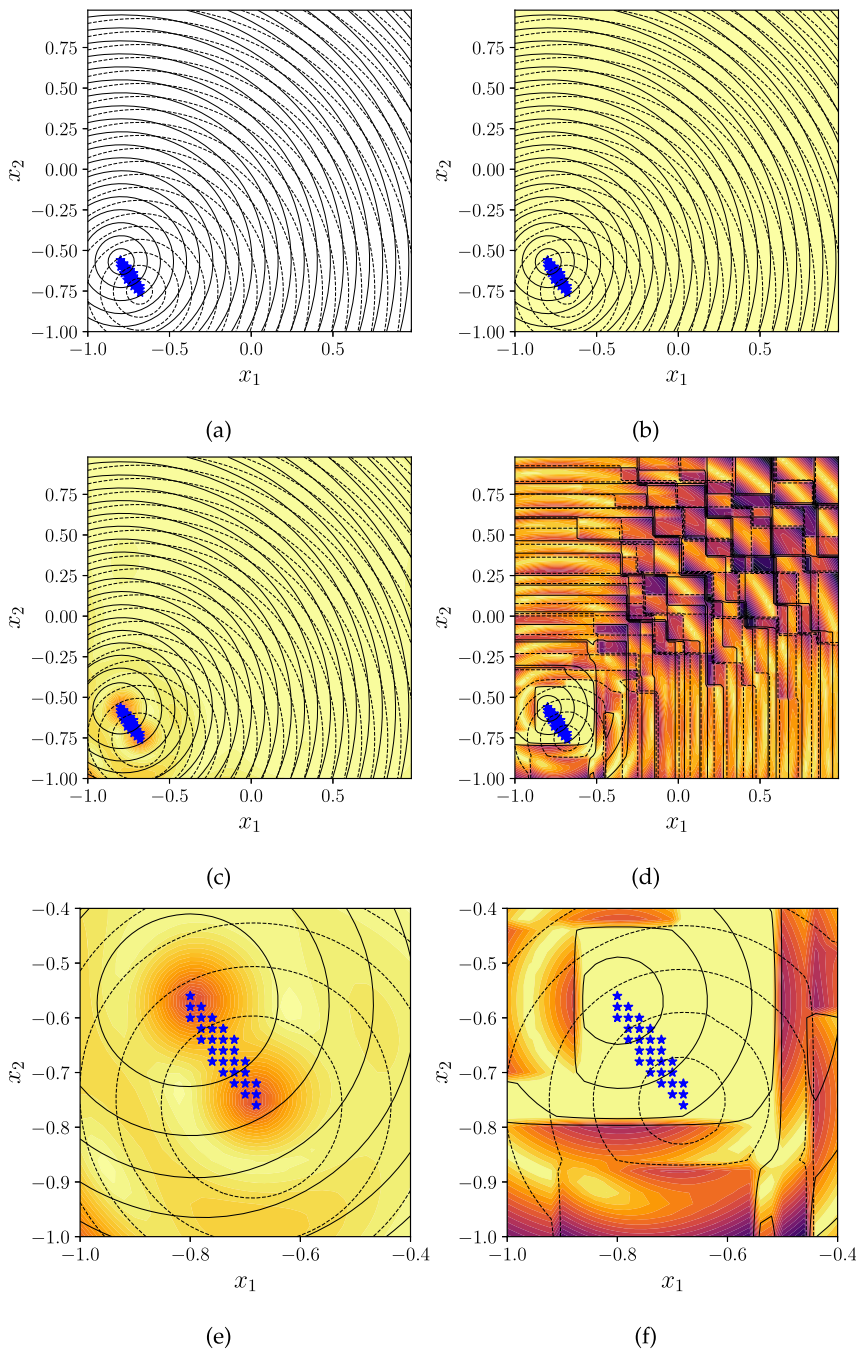 0.75 0.75
0.50 0.50
0.25 0.25
x₂ 0.00 x₂ 0.00
−0.25 −0.25
−0.50 −0.50
−0.75 −0.75
−1.00 −1.00
−1.0 −0.5 0.0 0.5 −1.0 −0.5 0.0 0.5
x₁ x₁
(a) (b)
0.75 0.75
0.50 0.50
0.25 0.25
x₂ 0.00 x₂ 0.00
−0.25 −0.25
−0.50 −0.50
−0.75 −0.75
−1.00 −1.00
−1.0 −0.5 0.0 0.5 −1.0 −0.5 0.0 0.5
x₁ x₁
(c) (d)
−0.4 −0.4
−0.5 −0.5
−0.6 −0.6
x₂ −0.7 x₂ −0.7
−0.8 −0.8
−0.9 −0.9
−1.0 −1.0
−1.0 −0.8 −0.6 −0.4 −1.0 −0.8 −0.6 −0.4
x₁ x₁
(e) (f)